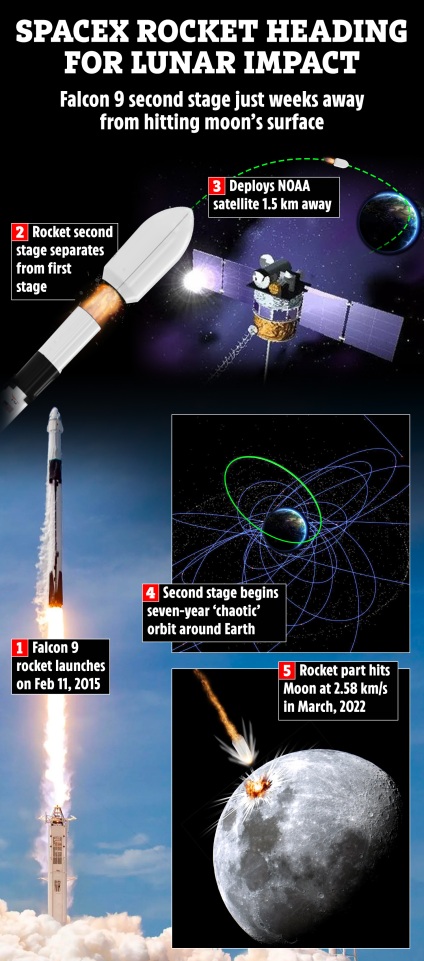 SPACEX ROCKET HEADING
FOR LUNAR IMPACT
Falcon 9 second stage just weeks away
from hitting moon's surface
3 Deploys NOAA
satellite 1.5 km away
2 Rocket second
stage separates
from first
stage
4 Second stage begins
seven-year ‘chaotic’
orbit around Earth
1 Falcon 9
rocket launches
on Feb 11, 2015
5 Rocket part hits
Moon at 2.58 km/s
in March, 2022